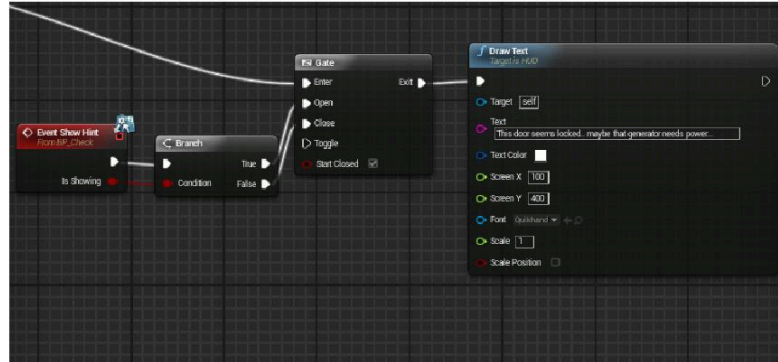 Event Show Hint
From BP_Check
Is Showing
Branch
True
Condition
False
Gate
Enter
Exit
Open
Close
Toggle
Start Closed
Draw Text
Target is HUD
Target self
Text
This door seems locked.. maybe that generator needs power...
Text Color
Screen X 100
Screen Y 400
Font Quikhand
Scale 1
Scale Position